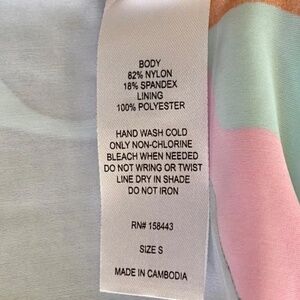 BODY
82% NYLON
18% SPANDEX
LINING
100% POLYESTER
HAND WASH COLD
ONLY NON-CHLORINE
BLEACH WHEN NEEDED
DO NOT WRING OR TWIST
LINE DRY IN SHADE
DO NOT IRON
RN# 158443
SIZE S
MADE IN CAMBODIA